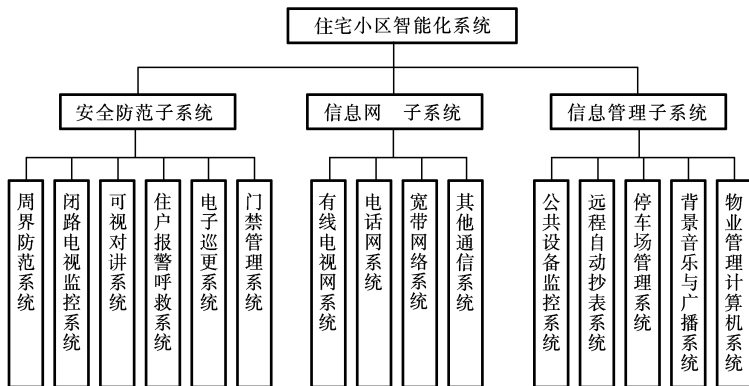 住宅小区智能化系统
安全防范子系统
信息网 子系统
信息管理子系统
周界防范系统
闭路电视监控系统
可视对讲系统
住户报警呼救系统
电子巡更系统
门禁管理系统
有线电视网系统
电话网系统
宽带网络系统
其他通信系统
公共设备监控系统
远程自动抄表系统
停车场管理系统
背景音乐与广播系统
物业管理计算机系统